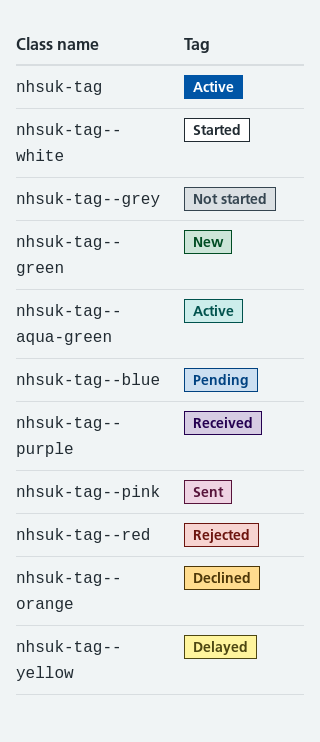 Class name Tag
nhsuk-tag Active
nhsuk-tag-- Started
white
nhsuk-tag--grey Not started
nhsuk-tag-- New
green
nhsuk-tag-- Active
aqua-green
nhsuk-tag--blue Pending
nhsuk-tag-- Received
purple
nhsuk-tag--pink Sent
nhsuk-tag--red Rejected
nhsuk-tag-- Declined
orange
nhsuk-tag-- Delayed
yellow